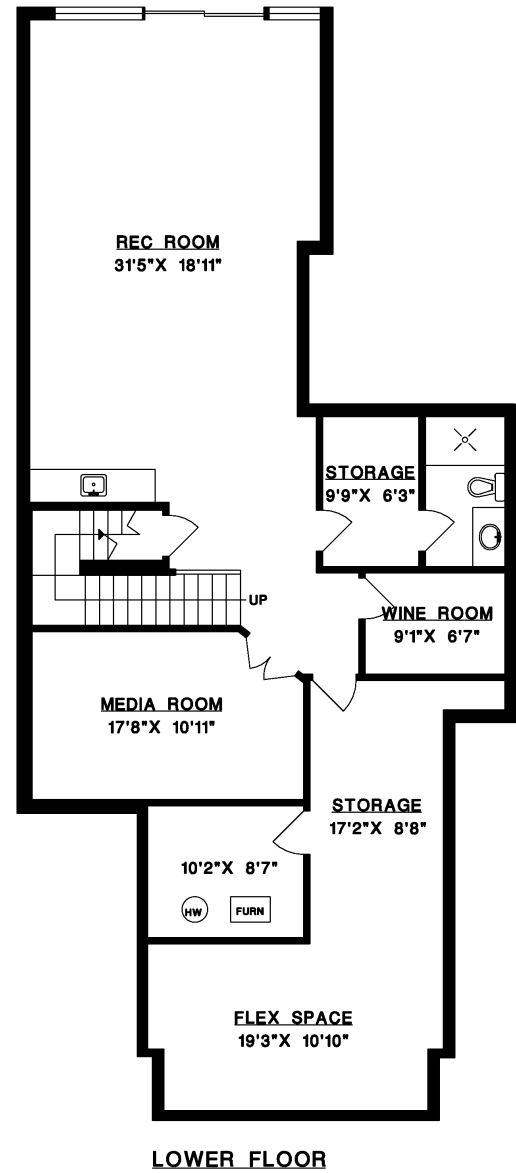 REC ROOM
31'5"X 18'11"
STORAGE
9'9"X 6'3"
UP
WINE ROOM
9'1"X 6'7"
MEDIA ROOM
17'8"X 10'11"
STORAGE
17'2"X 8'8"
10'2"X 8'7"
HW
FURN
FLEX SPACE
19'3"X 10'10"
LOWER FLOOR